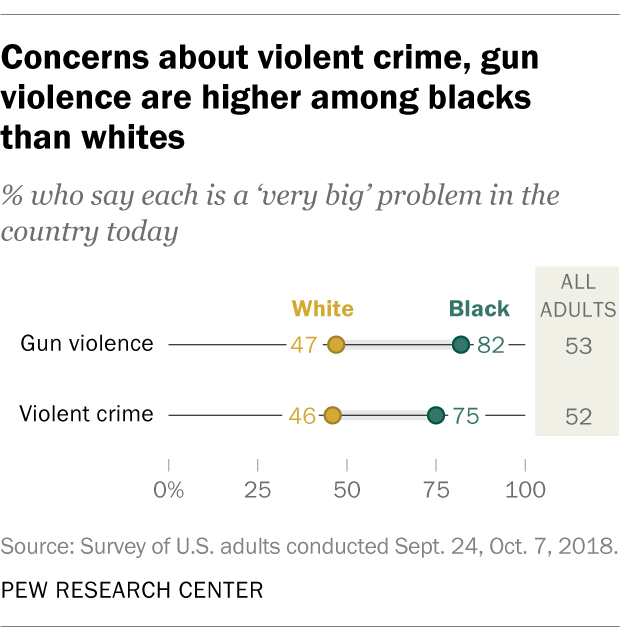 Concerns about violent crime, gun
violence are higher among blacks
than whites
% who say each is a ‘very big’ problem in the
country today
ALL
White Black ADULTS
Gun violence 47 82 53
Violent crime 46 75 52
0% 25 50 75 100
Source: Survey of U.S. adults conducted Sept. 24, Oct. 7, 2018.
PEW RESEARCH CENTER